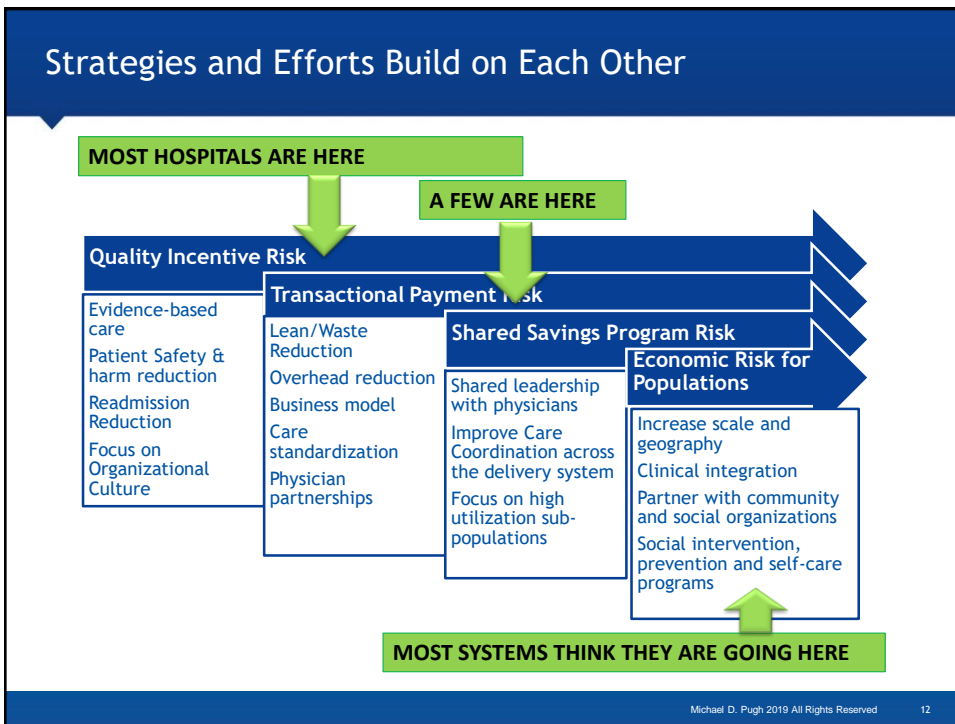 Strategies and Efforts Build on Each Other
MOST HOSPITALS ARE HERE
A FEW ARE HERE
Quality Incentive Risk
Evidence-based
care
Patient Safety &
harm reduction
Readmission
Reduction
Focus on
Organizational
Culture
Transactional Payment Risk
Lean/Waste
Reduction
Overhead reduction
Business model
Care
standardization
Physician
partnerships
Shared Savings Program Risk
Shared leadership
with physicians
Improve Care
Coordination across
the delivery system
Focus on high
utilization sub-
populations
Economic Risk for
Populations
Increase scale and
geography
Clinical integration
Partner with community
and social organizations
Social intervention,
prevention and self-care
programs
MOST SYSTEMS THINK THEY ARE GOING HERE
Michael D. Pugh 2019 All Rights Reserved 12